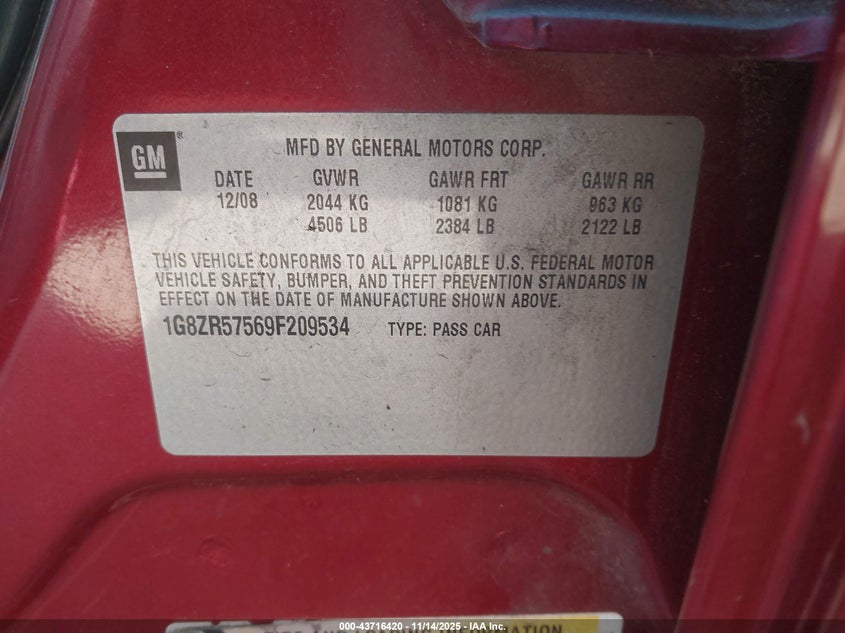 GM
MFD BY GENERAL MOTORS CORP.
DATE GVWR GAWR FRT GAWR RR
12/08 2044 KG 1081 KG 963 KG
4506 LB 2384 LB 2122 LB
THIS VEHICLE CONFORMS TO ALL APPLICABLE U.S. FEDERAL MOTOR
VEHICLE SAFETY, BUMPER, AND THEFT PREVENTION STANDARDS IN
EFFECT ON THE DATE OF MANUFACTURE SHOWN ABOVE.
1G8ZR57569F209534 TYPE: PASS CAR
000-43716420 - 11/14/2025 - IAA Inc.